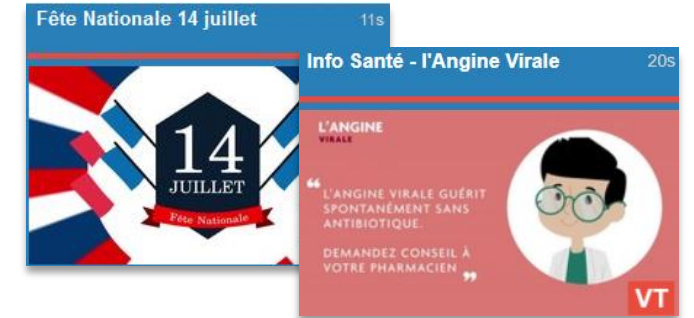 Fête Nationale 14 juillet 11s
14
JUILLET
Fête Nationale
Info Santé - l'Angine Virale 20s
L'ANGINE
VIRALE
“ L'ANGINE VIRALE GUÉRIT
SPONTANÉMENT SANS
ANTIBIOTIQUE.
DEMANDEZ CONSEIL À
VOTRE PHARMACIEN ”
VT